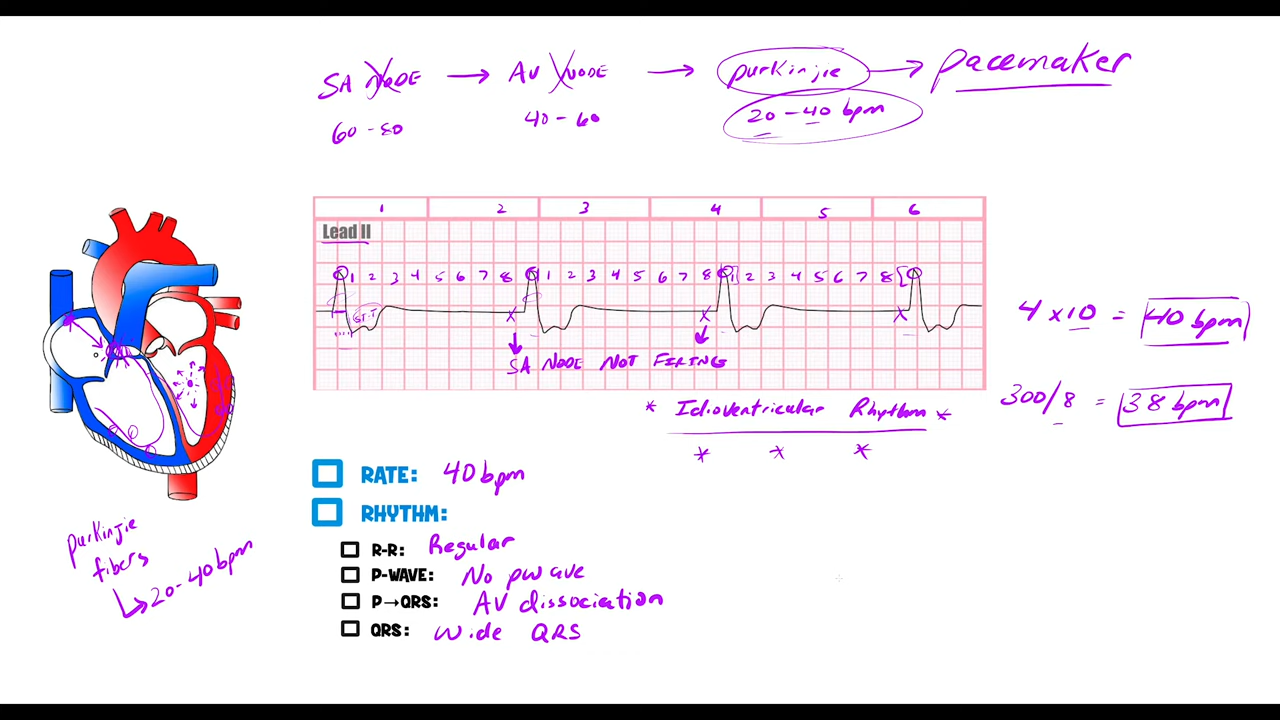 SA NODE → AV NODE → purkinjie → pacemaker
60 - 80 40 - 60 20 - 40 bpm
1 2 3 4 5 6
Lead II
1 2 3 4 5 6 7 8 1 2 3 4 5 6 7 8 1 2 3 4 5 6 7 8
ST.T
x x x
SA NODE NOT FIRING
4 x 10 = 40 bpm
* Idioventricular Rhythm *
300/8 = 38 bpm
* * *
RATE: 40 bpm
RHYTHM:
R-R: Regular
P-WAVE: No pwave
P→QRS: AV dissociation
QRS: Wide QRS
purkinjie
fibers
20-40 bpm